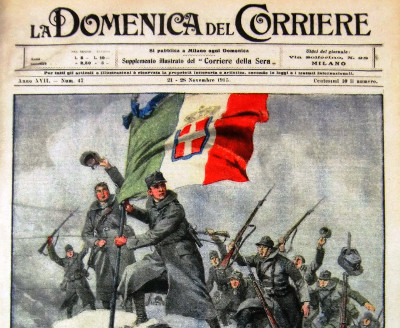 LA DOMENICA DEL CORRIERE
Si pubblica a Milano ogni Domenica
Supplemento illustrato del "Corriere della Sera"
Uffici del giornale:
Via Solferino, N. 28
MILANO
Per tutti gli articoli e illustrazioni è riservata la proprietà letteraria e artistica, secondo le leggi e i trattati internazionali.
Anno XVII. - Num. 47.
21 - 28 Novembre 1915.
Centesimi 10 il numero.